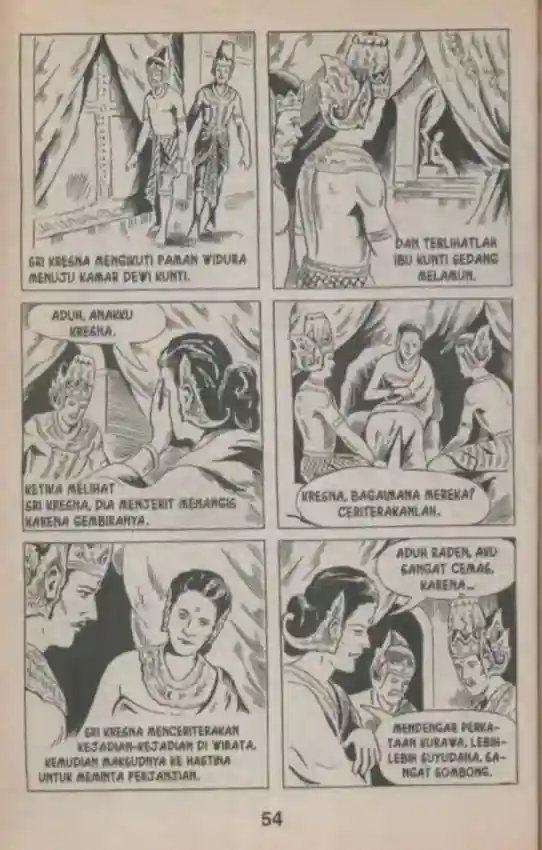 SRI KRESNA MENGIKUTI PAMAN WIDURA
MENUJU KAMAR DEWI KUNTI.
DAN TERLIHATLAH
IBU KUNTI SEDANG
MELAMUN.
ADUH, ANAKKU
KRESNA.
KETIKA MELIHAT
SRI KRESNA, DIA MENJERIT MENANGIS
KARENA GEMBIRANYA.
KRESNA, BAGAIMANA MEREKA?
CERITERAKANLAH.
SRI KRESNA MENCERITERAKAN
KEJADIAN-KEJADIAN DI WIRATA,
KEMUDIAN MAKSUDNYA KE HASTINA
UNTUK MEMINTA PERJANJIAN.
ADUH RADEN, AKU
SANGAT CEMAS,
KARENA...
MENDENGAR PERKA-
TAAN KURAWA, LEBIH-
LEBIH SUYUDANA, SA-
NGAT SOMBONG.
54